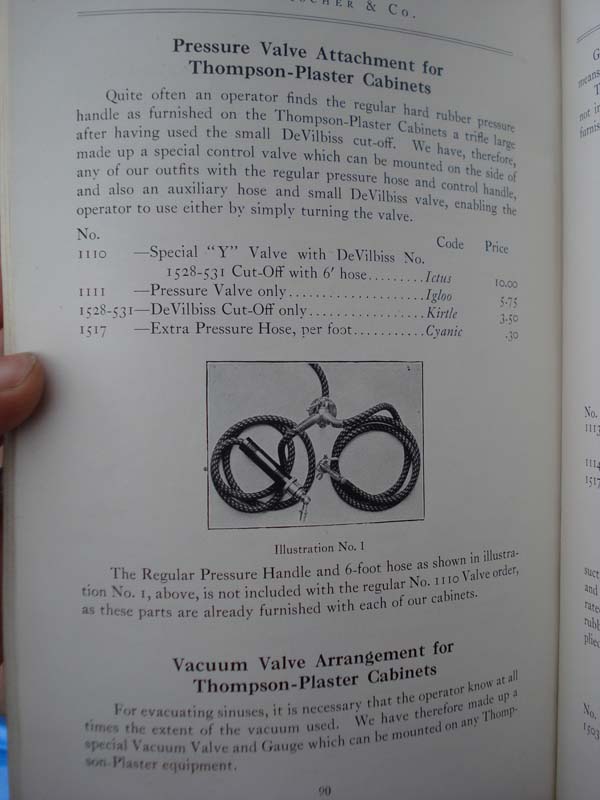 & Co.
Pressure Valve Attachment for
Thompson-Plaster Cabinets
Quite often an operator finds the regular hard rubber pressure
handle as furnished on the Thompson-Plaster Cabinets a trifle large
after having used the small DeVilbiss cut-off. We have, therefore,
made up a special control valve which can be mounted on the side of
any of our outfits with the regular pressure hose and control handle,
and also an auxiliary hose and small DeVilbiss valve, enabling the
operator to use either by simply turning the valve.
No. Code Price
1110 —Special "Y" Valve with DeVilbiss No.
1528-531 Cut-Off with 6' hose.........Ictus 10.00
1111 —Pressure Valve only......................Igloo 5.75
1528-531—DeVilbiss Cut-Off only.................Kirtle 3.50
1517 —Extra Pressure Hose, per foot...........Cyanic .30
Illustration No. 1
The Regular Pressure Handle and 6-foot hose as shown in illustra-
tion No. 1, above, is not included with the regular No. 1110 Valve order,
as these parts are already furnished with each of our cabinets.
Vacuum Valve Arrangement for
Thompson-Plaster Cabinets
For evacuating sinuses, it is necessary that the operator know at all
times the extent of the vacuum used. We have therefore made up a
special Vacuum Valve and Gauge which can be mounted on any Thomp-
son-Plaster equipment.
90
means
not in
No.
1113
1114
1517
and
No.
1503